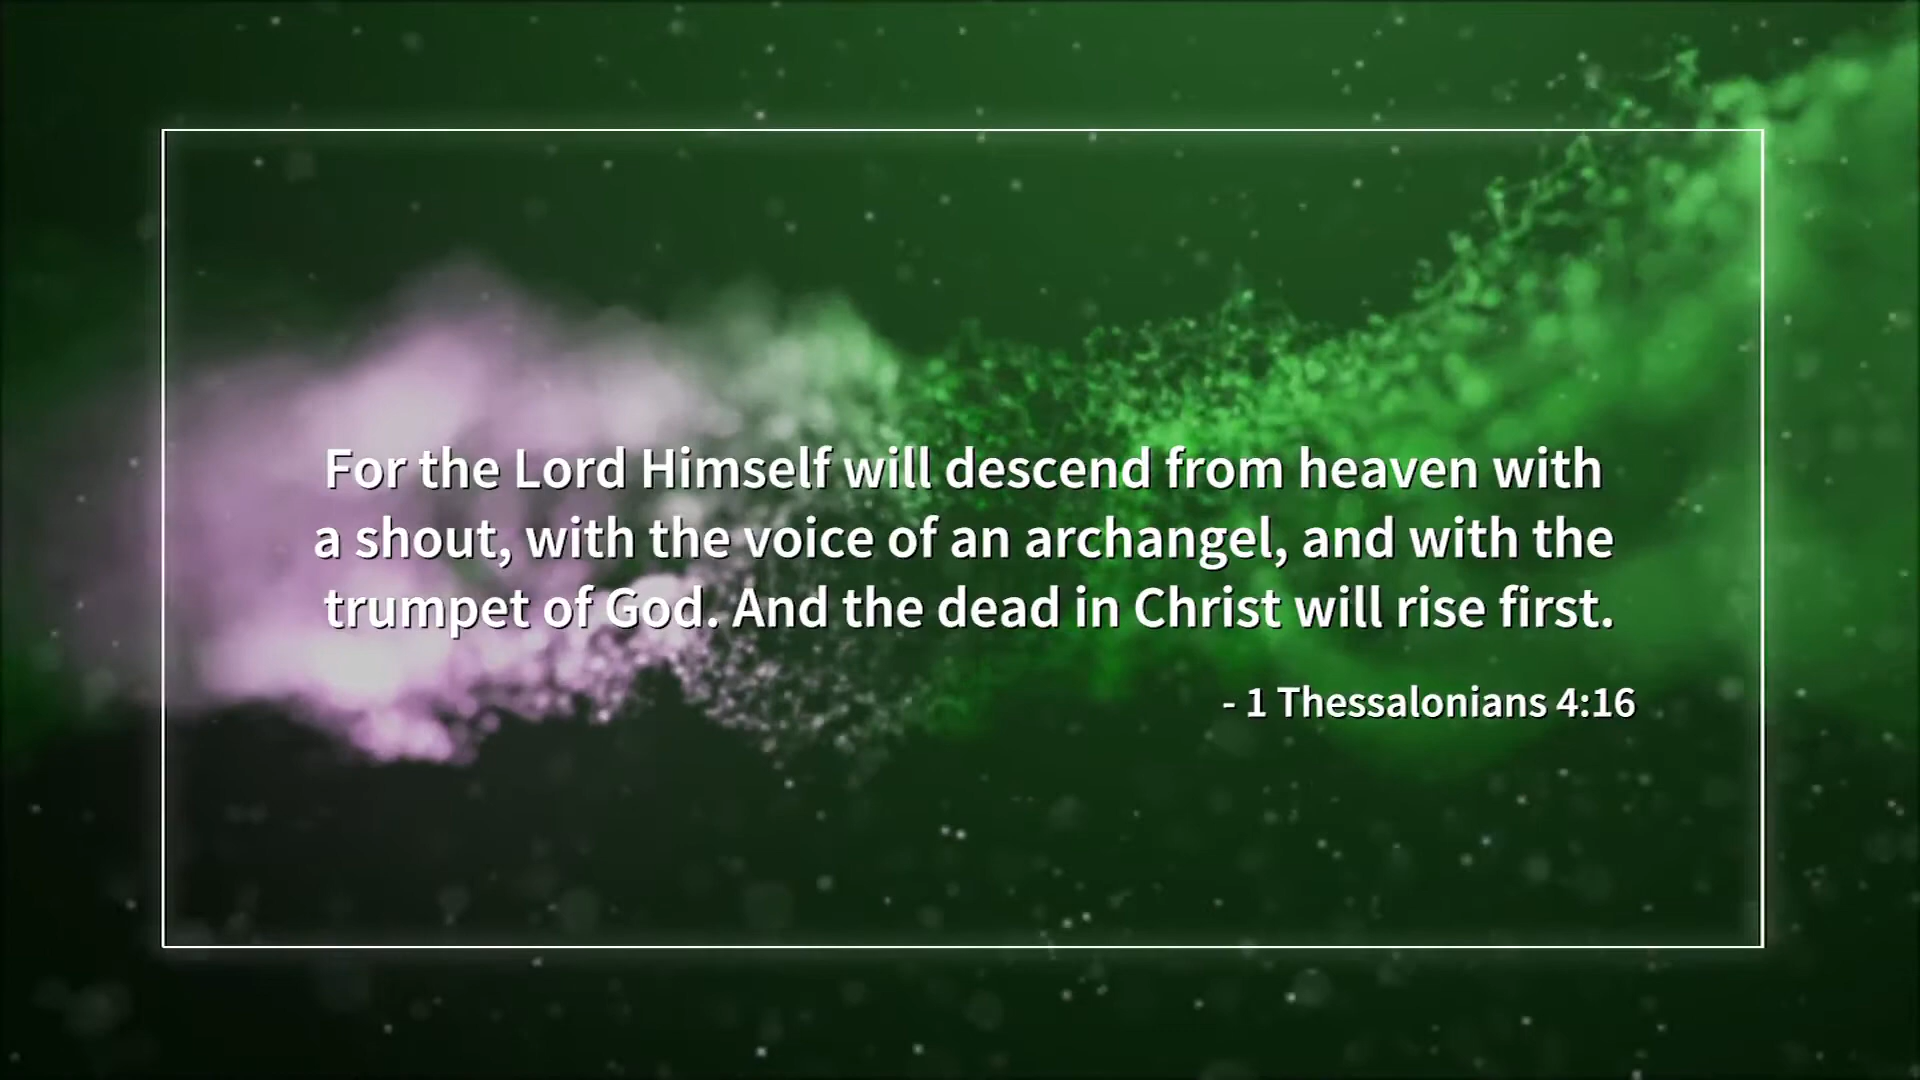 For the Lord Himself will descend from heaven with
a shout, with the voice of an archangel, and with the
trumpet of God. And the dead in Christ will rise first.
- 1 Thessalonians 4:16